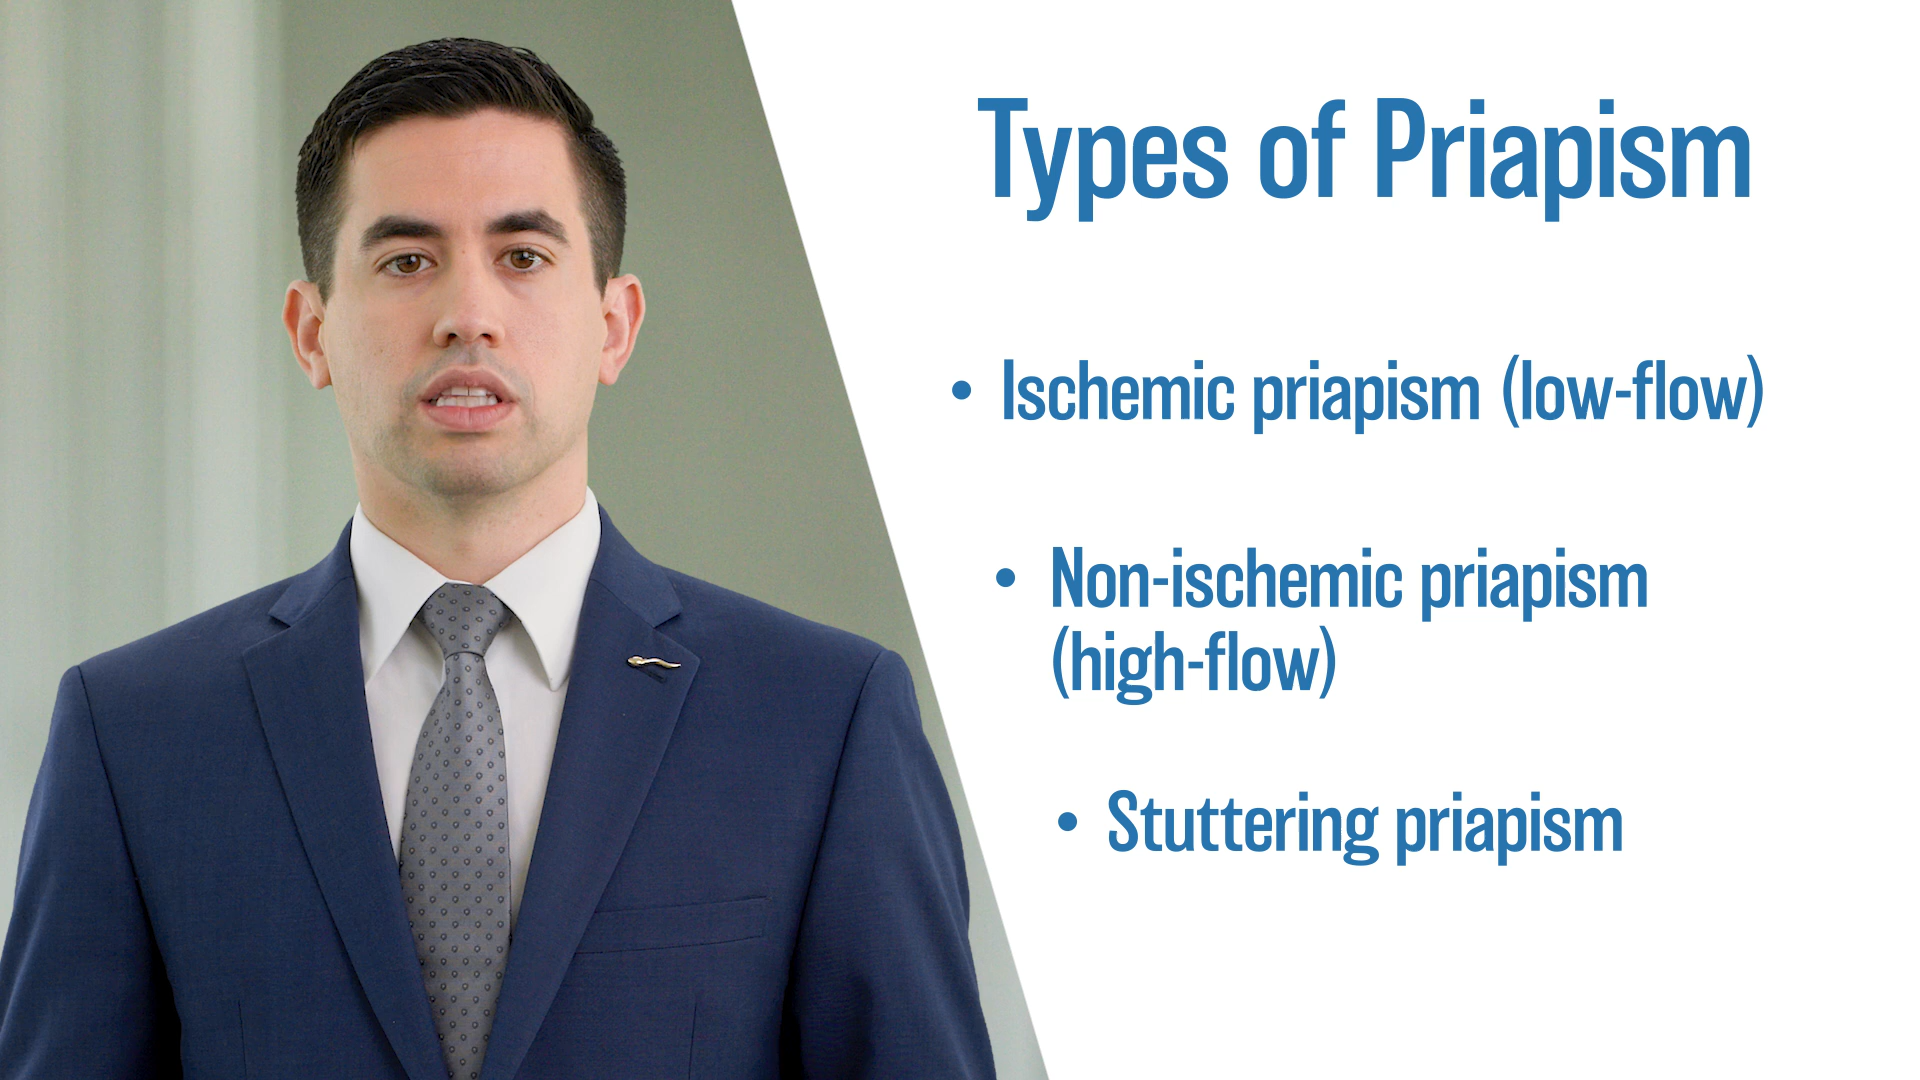 Types of Priapism
• Ischemic priapism (low-flow)
• Non-ischemic priapism
(high-flow)
• Stuttering priapism